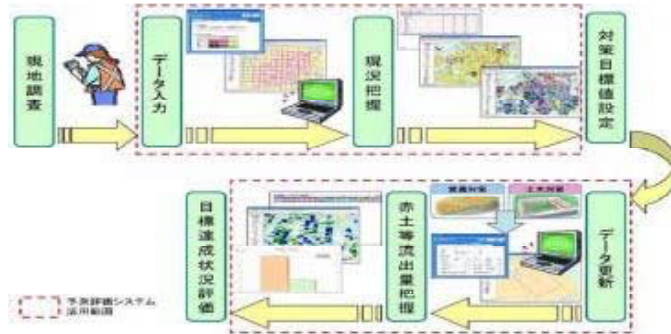 現地調査
データ入力
現況把握
対策目標値設定
データ更新
営農対策
土木対策
赤土等流出量把握
目標達成状況評価
予測評価システム
活用範囲